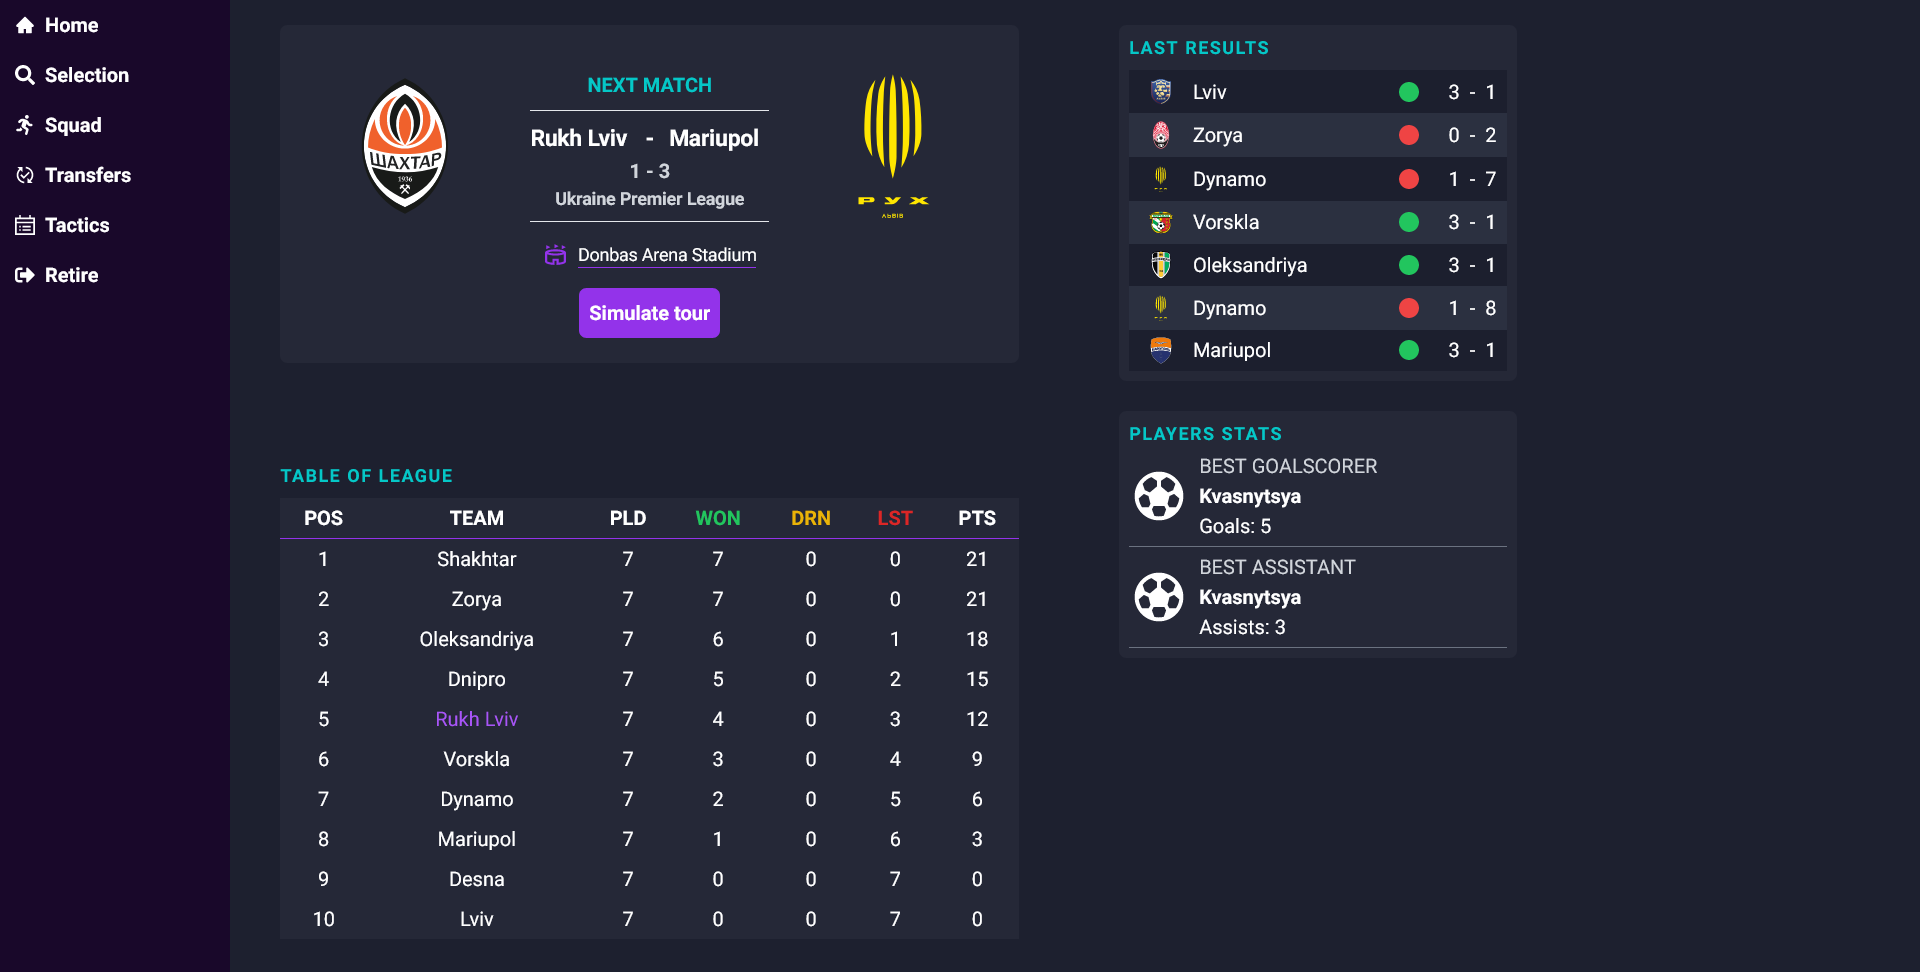 Home
Selection
Squad
Transfers
Tactics
Retire
NEXT MATCH
Rukh Lviv - Mariupol
1 - 3
Ukraine Premier League
Donbas Arena Stadium
Simulate tour
ШАХТАР
1936
РУХ
ЛЬВІВ
TABLE OF LEAGUE
POS TEAM PLD WON DRN LST PTS
1 Shakhtar 7 7 0 0 21
2 Zorya 7 7 0 0 21
3 Oleksandriya 7 6 0 1 18
4 Dnipro 7 5 0 2 15
5 Rukh Lviv 7 4 0 3 12
6 Vorskla 7 3 0 4 9
7 Dynamo 7 2 0 5 6
8 Mariupol 7 1 0 6 3
9 Desna 7 0 0 7 0
10 Lviv 7 0 0 7 0
LAST RESULTS
Lviv 3 - 1
Zorya 0 - 2
Dynamo 1 - 7
Vorskla 3 - 1
Oleksandriya 3 - 1
Dynamo 1 - 8
Mariupol 3 - 1
PLAYERS STATS
BEST GOALSCORER
Kvasnytsya
Goals: 5
BEST ASSISTANT
Kvasnytsya
Assists: 3